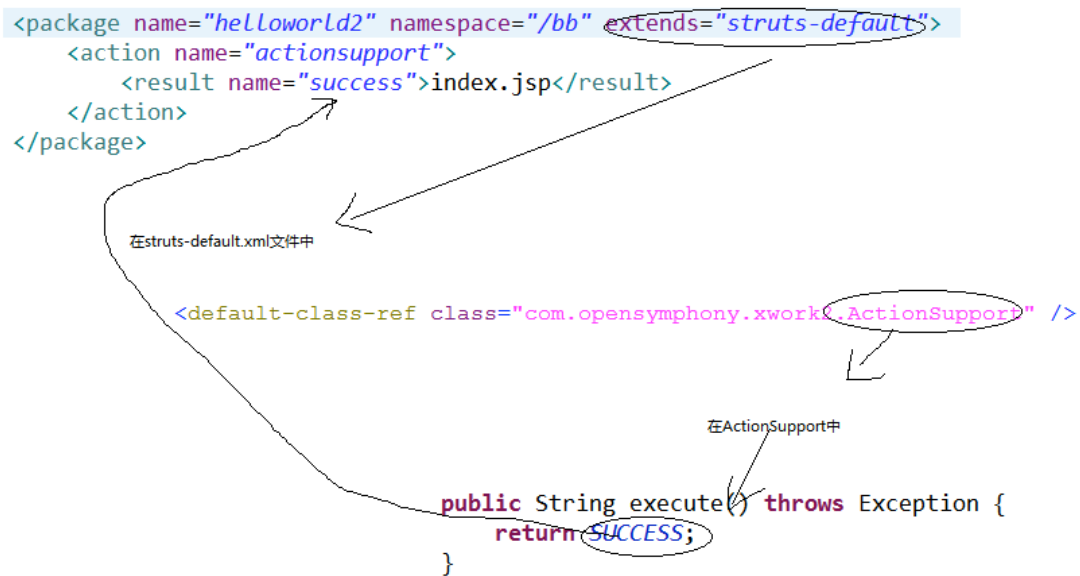 <package name="helloworld2" namespace="/bb" extends="struts-default">
<action name="actionsupport">
<result name="success">index.jsp</result>
</action>
</package>
在struts-default.xml文件中
<default-class-ref class="com.opensymphony.xwork2.ActionSupport" />
在ActionSupport中
public String execute() throws Exception {
return SUCCESS;
}